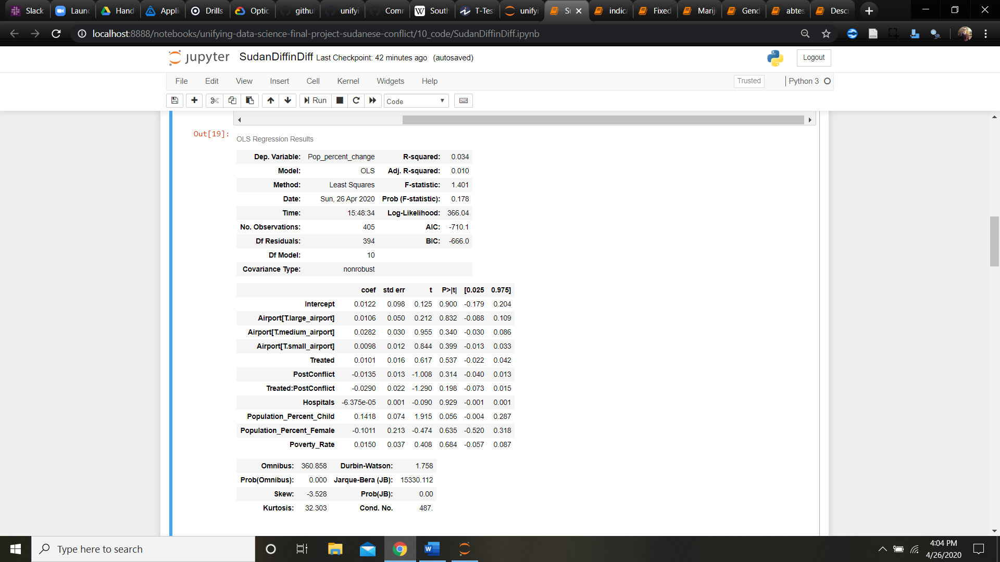 Slack Laun Hand Appli Drills Optic githu unifyi Comr South T-Tes unifyi S indica Fixed Marij Gend abtes Desc
localhost:8888/notebooks/unifying-data-science-final-project-sudanese-conflict/10_code/SudanDiffinDiff.ipynb
jupyter SudanDiffinDiff Last Checkpoint: 42 minutes ago (autosaved) Logout
File Edit View Insert Cell Kernel Widgets Help Trusted Python 3
Run Code
Out[19]:
OLS Regression Results
Dep. Variable: Pop_percent_change R-squared: 0.034
Model: OLS Adj. R-squared: 0.010
Method: Least Squares F-statistic: 1.401
Date: Sun, 26 Apr 2020 Prob (F-statistic): 0.178
Time: 15:48:34 Log-Likelihood: 366.04
No. Observations: 405 AIC: -710.1
Df Residuals: 394 BIC: -666.0
Df Model: 10
Covariance Type: nonrobust
coef std err t P>|t| [0.025 0.975]
Intercept 0.0122 0.098 0.125 0.900 -0.179 0.204
Airport[T.large_airport] 0.0106 0.050 0.212 0.832 -0.088 0.109
Airport[T.medium_airport] 0.0282 0.030 0.955 0.340 -0.030 0.086
Airport[T.small_airport] 0.0098 0.012 0.844 0.399 -0.013 0.033
Treated 0.0101 0.016 0.617 0.537 -0.022 0.042
PostConflict -0.0135 0.013 -1.008 0.314 -0.040 0.013
Treated:PostConflict -0.0290 0.022 -1.290 0.198 -0.073 0.015
Hospitals -6.375e-05 0.001 -0.090 0.929 -0.001 0.001
Population_Percent_Child 0.1418 0.074 1.915 0.056 -0.004 0.287
Population_Percent_Female -0.1011 0.213 -0.474 0.635 -0.520 0.318
Poverty_Rate 0.0150 0.037 0.408 0.684 -0.057 0.087
Omnibus: 360.858 Durbin-Watson: 1.758
Prob(Omnibus): 0.000 Jarque-Bera (JB): 15330.112
Skew: -3.528 Prob(JB): 0.00
Kurtosis: 32.303 Cond. No. 487.
Type here to search
4:04 PM
4/26/2020